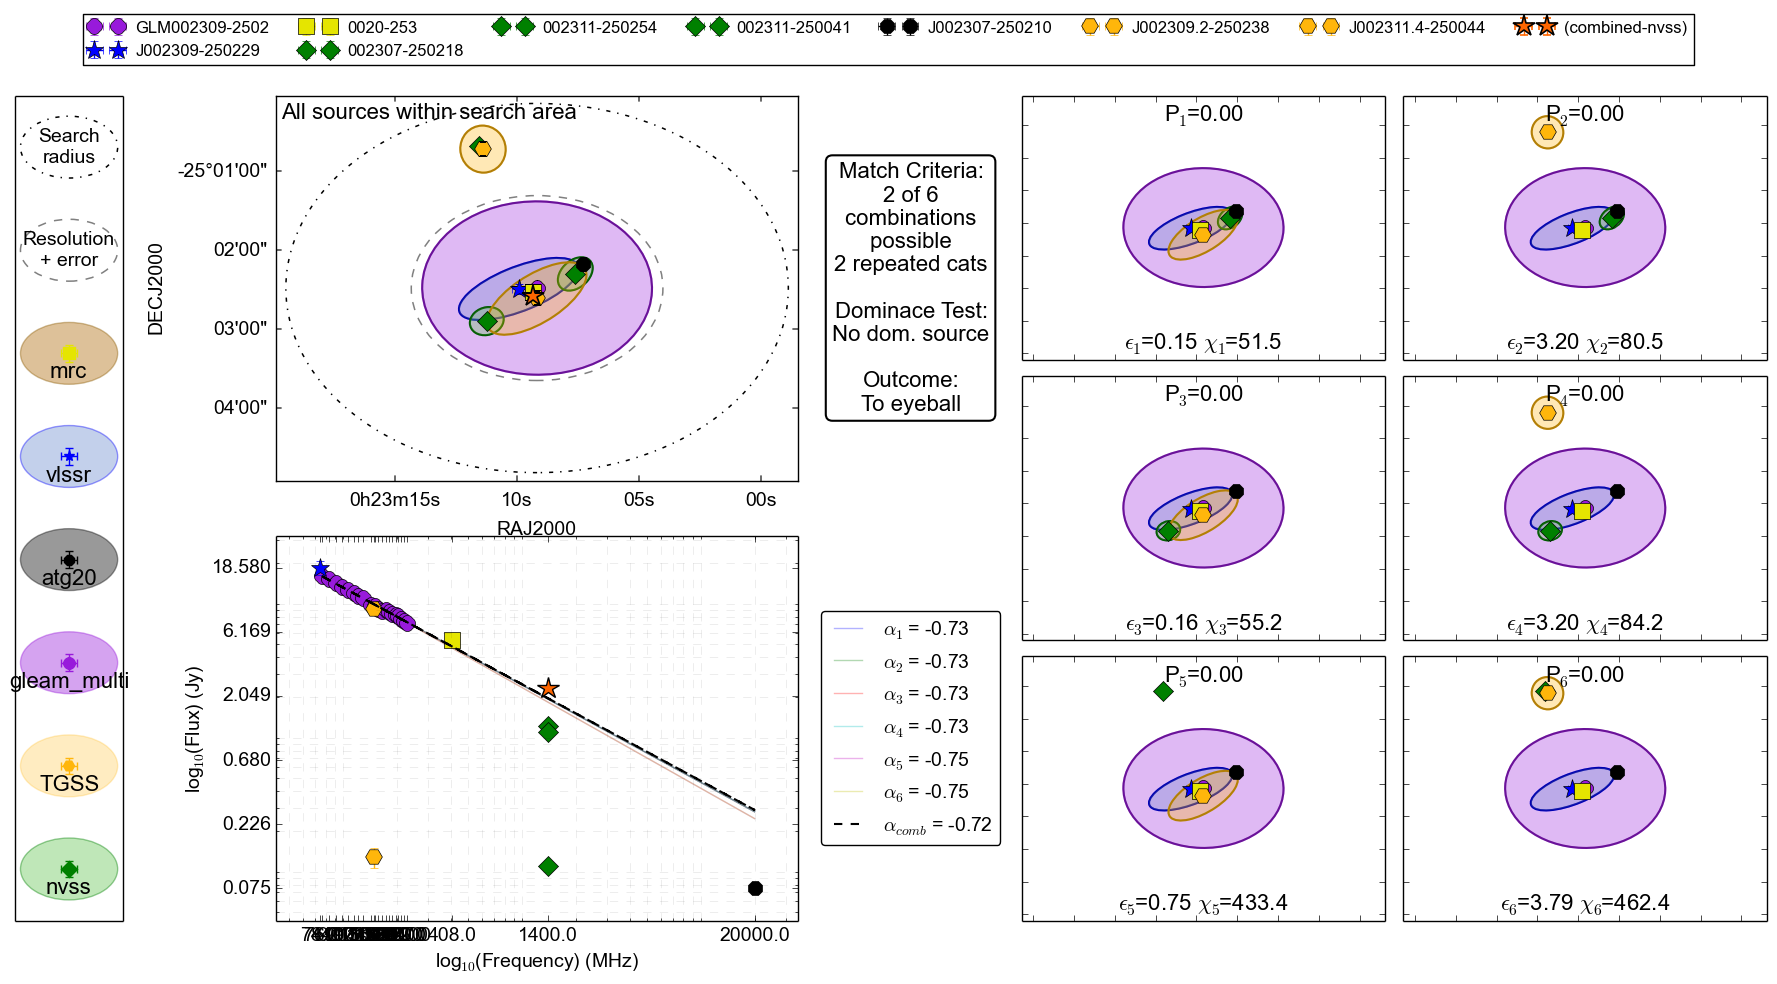 GLM002309-2502
0020-253
002311-250254
002311-250041
J002307-250210
J002309.2-250238
J002311.4-250044
(combined-nvss)
J002309-250229
002307-250218
Search
radius
Resolution
+ error
mrc
vlssr
atg20
gleam_multi
TGSS
nvss
All sources within search area
-25°01'00"
02'00"
03'00"
04'00"
DECJ2000
0h23m15s
10s
05s
00s
RAJ2000
Match Criteria:
2 of 6
combinations
possible
2 repeated cats
Dominace Test:
No dom. source
Outcome:
To eyeball
18.580
6.169
2.049
0.680
0.226
0.075
log10(Flux) (Jy)
408.0
1400.0
20000.0
log10(Frequency) (MHz)
α1 = -0.73
α2 = -0.73
α3 = -0.73
α4 = -0.73
α5 = -0.75
α6 = -0.75
αcomb = -0.72
P1=0.00
ϵ1=0.15 χ1=51.5
P2=0.00
ϵ2=3.20 χ2=80.5
P3=0.00
ϵ3=0.16 χ3=55.2
P4=0.00
ϵ4=3.20 χ4=84.2
P5=0.00
ϵ5=0.75 χ5=433.4
P6=0.00
ϵ6=3.79 χ6=462.4